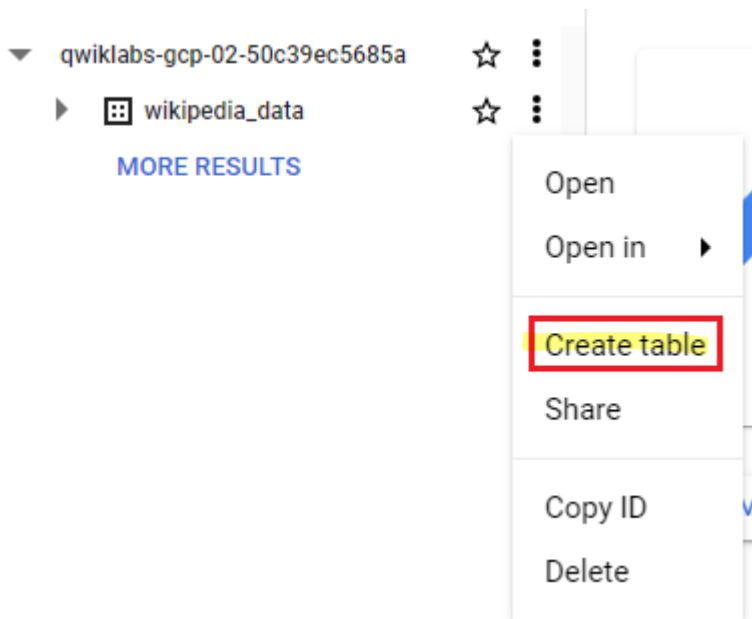 qwiklabs-gcp-02-50c39ec5685a
wikipedia_data
MORE RESULTS
Open
Open in
Create table
Share
Copy ID
Delete